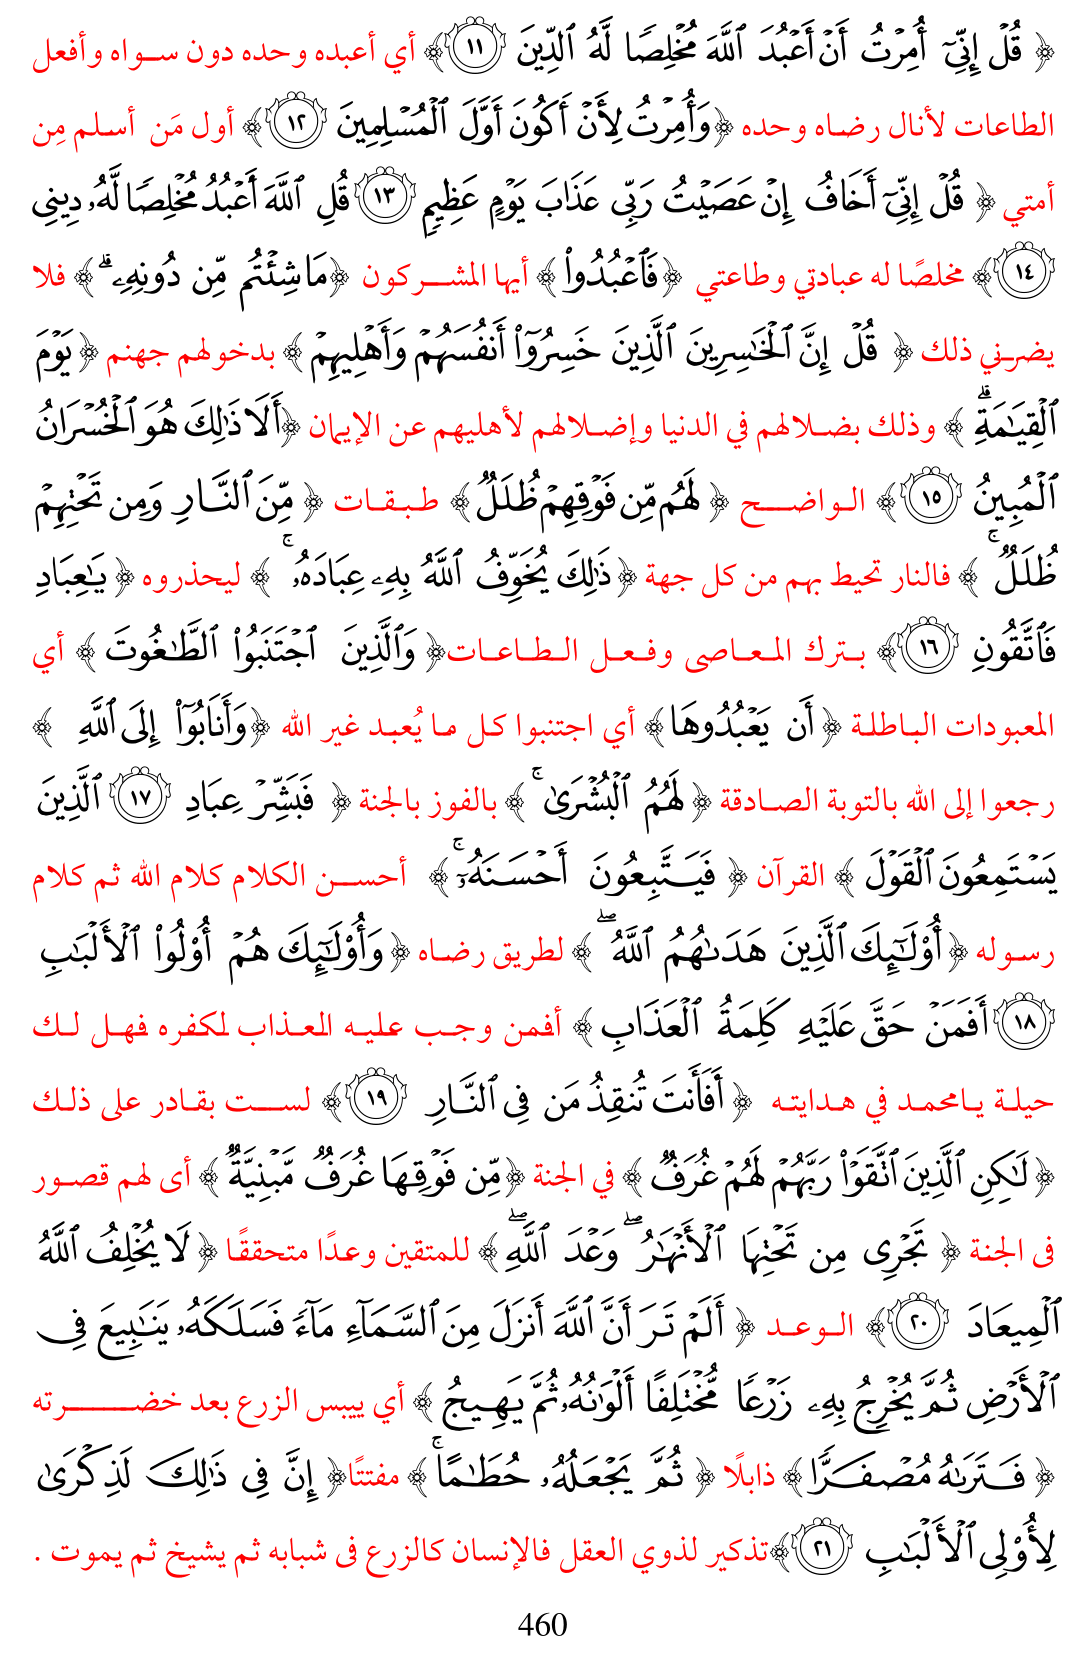 ﴿ قُلْ إِنِّىٓ أُمِرْتُ أَنْ أَعْبُدَ ٱللَّهَ مُخْلِصًا لَّهُ ٱلدِّينَ ١١﴾ أي أعبده وحده دون سواه وأفعل
الطاعات لأنال رضاه وحده ﴿وَأُمِرْتُ لِأَنْ أَكُونَ أَوَّلَ ٱلْمُسْلِمِينَ ١٢﴾ أول مَن أسلم مِن
أمتي ﴿ قُلْ إِنِّىٓ أَخَافُ إِنْ عَصَيْتُ رَبِّى عَذَابَ يَوْمٍ عَظِيمٍ ١٣ قُلِ ٱللَّهَ أَعْبُدُ مُخْلِصًا لَّهُۥ دِينِى
١٤﴾ مخلصًا له عبادتي وطاعتي ﴿فَٱعْبُدُوا۟﴾ أيها المشركون ﴿مَا شِئْتُم مِّن دُونِهِۦ ۗ﴾ فلا
يضرني ذلك ﴿ قُلْ إِنَّ ٱلْخَٰسِرِينَ ٱلَّذِينَ خَسِرُوٓا۟ أَنفُسَهُمْ وَأَهْلِيهِمْ ﴾ بدخولهم جهنم ﴿يَوْمَ
ٱلْقِيَٰمَةِ ۗ ﴾ وذلك بضلالهم في الدنيا وإضلالهم لأهليهم عن الإيمان ﴿أَلَا ذَٰلِكَ هُوَ ٱلْخُسْرَانُ
ٱلْمُبِينُ ١٥﴾ الواضح ﴿ لَهُم مِّن فَوْقِهِمْ ظُلَلٌ﴾ طبقات ﴿ مِّنَ ٱلنَّارِ وَمِن تَحْتِهِمْ
ظُلَلٌ ۚ ﴾ فالنار تحيط بهم من كل جهة ﴿ذَٰلِكَ يُخَوِّفُ ٱللَّهُ بِهِۦ عِبَادَهُۥ ۚ ﴾ ليحذروه ﴿ يَٰعِبَادِ
فَٱتَّقُونِ ١٦﴾ بترك المعاصى وفعل الطاعات﴿ وَٱلَّذِينَ ٱجْتَنَبُوا۟ ٱلطَّٰغُوتَ ﴾ أي
المعبودات الباطلة ﴿ أَن يَعْبُدُوهَا﴾ أي اجتنبوا كل ما يُعبد غير الله ﴿وَأَنَابُوٓا۟ إِلَى ٱللَّهِ ﴾
رجعوا إلى الله بالتوبة الصادقة ﴿ لَهُمُ ٱلْبُشْرَىٰ ۚ ﴾ بالفوز بالجنة ﴿ فَبَشِّرْ عِبَادِ ١٧ ٱلَّذِينَ
يَسْتَمِعُونَ ٱلْقَوْلَ ﴾ القرآن ﴿ فَيَتَّبِعُونَ أَحْسَنَهُۥٓ ۚ ﴾ أحسن الكلام كلام الله ثم كلام
رسوله ﴿ أُو۟لَٰٓئِكَ ٱلَّذِينَ هَدَىٰهُمُ ٱللَّهُ ۖ ﴾ لطريق رضاه ﴿ وَأُو۟لَٰٓئِكَ هُمْ أُو۟لُوا۟ ٱلْأَلْبَٰبِ
١٨ أَفَمَنْ حَقَّ عَلَيْهِ كَلِمَةُ ٱلْعَذَابِ ﴾ أفمن وجب عليه العذاب لمكفره فهل لك
حيلة يامحمد في هدايته ﴿ أَفَأَنتَ تُنقِذُ مَن فِى ٱلنَّارِ ١٩﴾ لست بقادر على ذلك
﴿ لَٰكِنِ ٱلَّذِينَ ٱتَّقَوْا۟ رَبَّهُمْ لَهُمْ غُرَفٌ ﴾ في الجنة ﴿مِّن فَوْقِهَا غُرَفٌ مَّبْنِيَّةٌ ﴾ أى لهم قصور
فى الجنة ﴿ تَجْرِى مِن تَحْتِهَا ٱلْأَنْهَٰرُ ۖ وَعْدَ ٱللَّهِ ۖ﴾ للمتقين وعدًا متحققًا ﴿ لَا يُخْلِفُ ٱللَّهُ
ٱلْمِيعَادَ ٢٠﴾ الوعد ﴿ أَلَمْ تَرَ أَنَّ ٱللَّهَ أَنزَلَ مِنَ ٱلسَّمَآءِ مَآءً فَسَلَكَهُۥ يَنَٰبِيعَ فِى
ٱلْأَرْضِ ثُمَّ يُخْرِجُ بِهِۦ زَرْعًا مُّخْتَلِفًا أَلْوَٰنُهُۥ ثُمَّ يَهِيجُ ﴾ أي ييبس الزرع بعد خضرته
﴿ فَتَرَىٰهُ مُصْفَرًّا﴾ ذابلًا ﴿ ثُمَّ يَجْعَلُهُۥ حُطَٰمًا ۚ﴾ مفتتًا﴿ إِنَّ فِى ذَٰلِكَ لَذِكْرَىٰ
لِأُو۟لِى ٱلْأَلْبَٰبِ ٢١﴾تذكير لذوي العقل فالإنسان كالزرع فى شبابه ثم يشيخ ثم يموت .
460